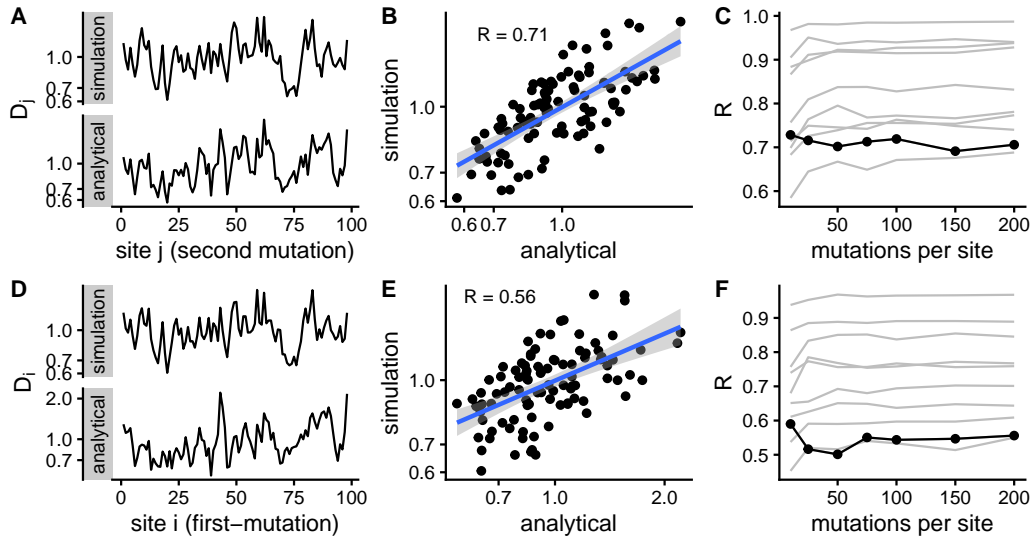 A
D_j
simulation
1.0
0.7
0.6
analytical
1.0
0.7
0.6
0 25 50 75 100
site j (second mutation)
B
R = 0.71
simulation
1.0
0.7
0.6
0.6 0.7 1.0
analytical
C
R
1.0
0.9
0.8
0.7
0.6
50 100 150 200
mutations per site
D
D_i
simulation
1.0
0.7
0.6
analytical
2.0
1.0
0.7
0 25 50 75 100
site i (first−mutation)
E
R = 0.56
simulation
1.0
0.7
0.6
0.7 1.0 2.0
analytical
F
R
0.9
0.8
0.7
0.6
0.5
50 100 150 200
mutations per site